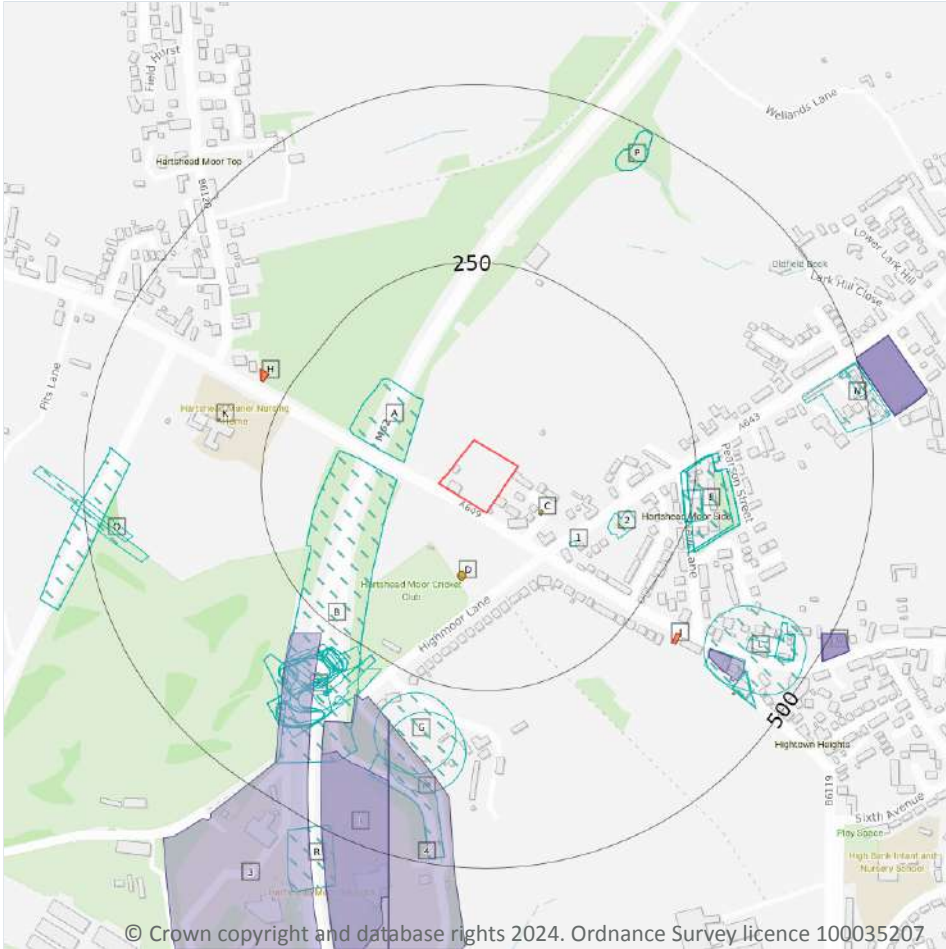 Field Hurst
Wellands Lane
P
Hartshead Moor Top
B6120
Lower Lark Hill
250
Oldfield Beck
Lark Hill Close
Pits Lane
H
N
Hartshead Manor Nursing
Home
K
A
M62
A643
Pearson Street
E
C
A609
2
Hartshead Moor Side
Q
1
Lane
D
Hartshead Moor Cricket
Club
B
Highmoor Lane
G
500
Hightown Heights
B6119
Sixth Avenue
Play Space
High Bank Infant and
Nursery School
R
4
3
© Crown copyright and database rights 2024. Ordnance Survey licence 100035207.